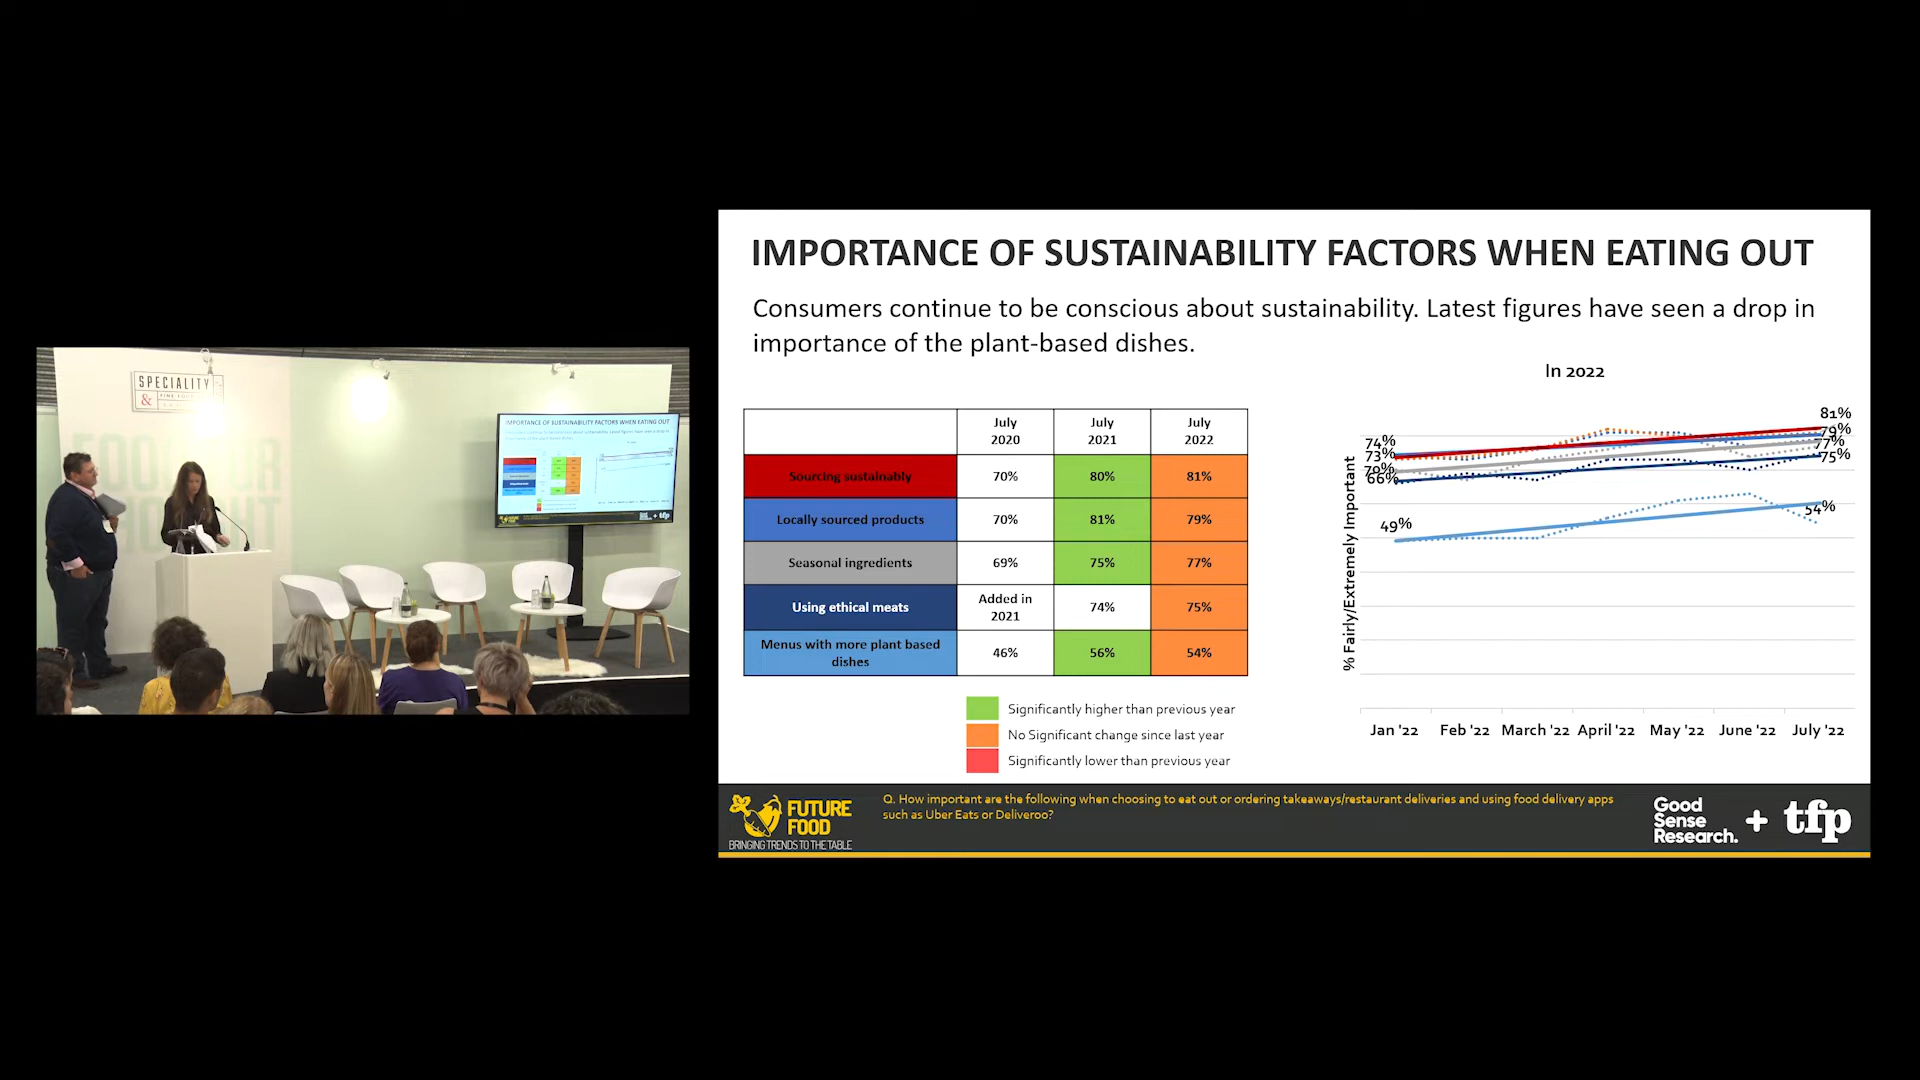 SPECIALITY
&
IMPORTANCE OF SUSTAINABILITY FACTORS WHEN EATING OUT
IMPORTANCE OF SUSTAINABILITY FACTORS WHEN EATING OUT
Consumers continue to be conscious about sustainability. Latest figures have seen a drop in
importance of the plant-based dishes.
July 2020
July 2021
July 2022
Sourcing sustainably 70% 80% 81%
Locally sourced products 70% 81% 79%
Seasonal ingredients 69% 75% 77%
Using ethical meats Added in 2021 74% 75%
Menus with more plant based dishes 46% 56% 54%
Significantly higher than previous year
No Significant change since last year
Significantly lower than previous year
In 2022
% Fairly/Extremely Important
74%
73%
70%
66%
49%
81%
79%
77%
75%
54%
Jan '22 Feb '22 March '22 April '22 May '22 June '22 July '22
FUTURE
FOOD
BRINGING TRENDS TO THE TABLE
Q. How important are the following when choosing to eat out or ordering takeaways/restaurant deliveries and using food delivery apps
such as Uber Eats or Deliveroo?
Good
Sense
Research.
+ tfp